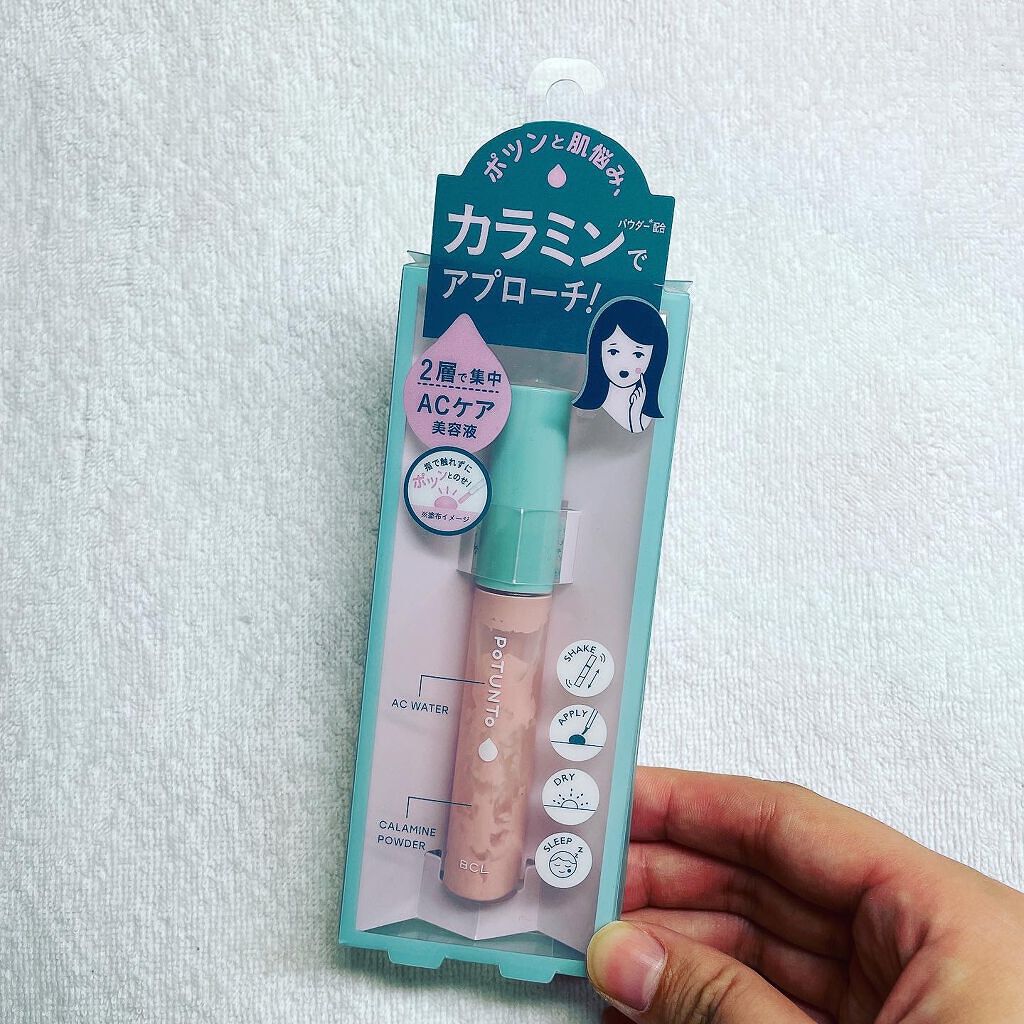 ポツンと肌悩み、
カラミンで
パウダー*配合
アプローチ!
2層で集中
ACケア
美容液
指で触れずに
ポツンとのせ!
※塗布イメージ
POTUNTO
AC WATER
CALAMINE
POWDER
BCL
SHAKE
APPLY
DRY
SLEEP
z z z